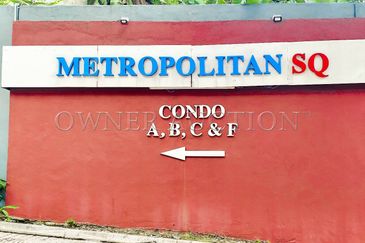 METROPOLITAN SQ
CONDO
A, B, C & F